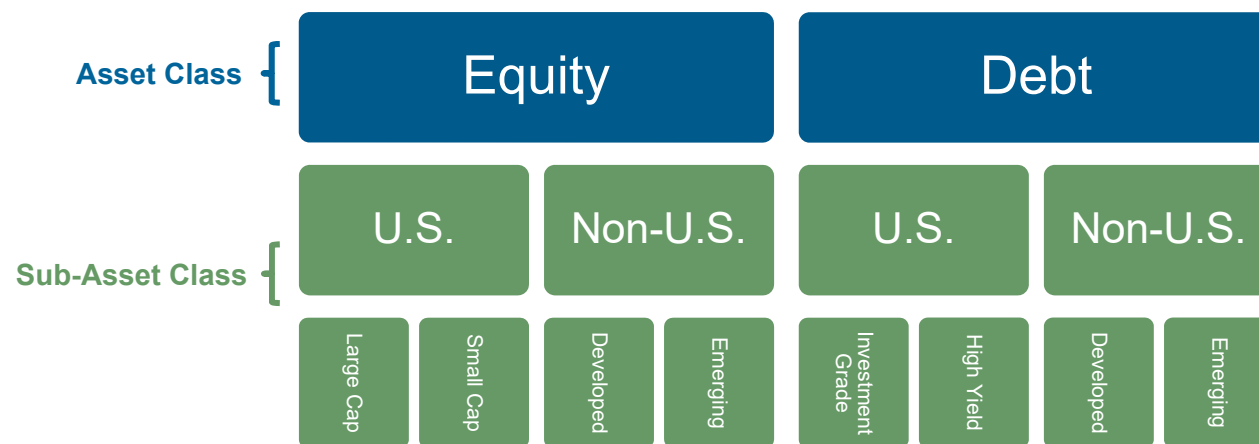 Asset Class
Equity
Debt
Sub-Asset Class
U.S.
Non-U.S.
U.S.
Non-U.S.
Large Cap
Small Cap
Developed
Emerging
Investment
Grade
High Yield
Developed
Emerging